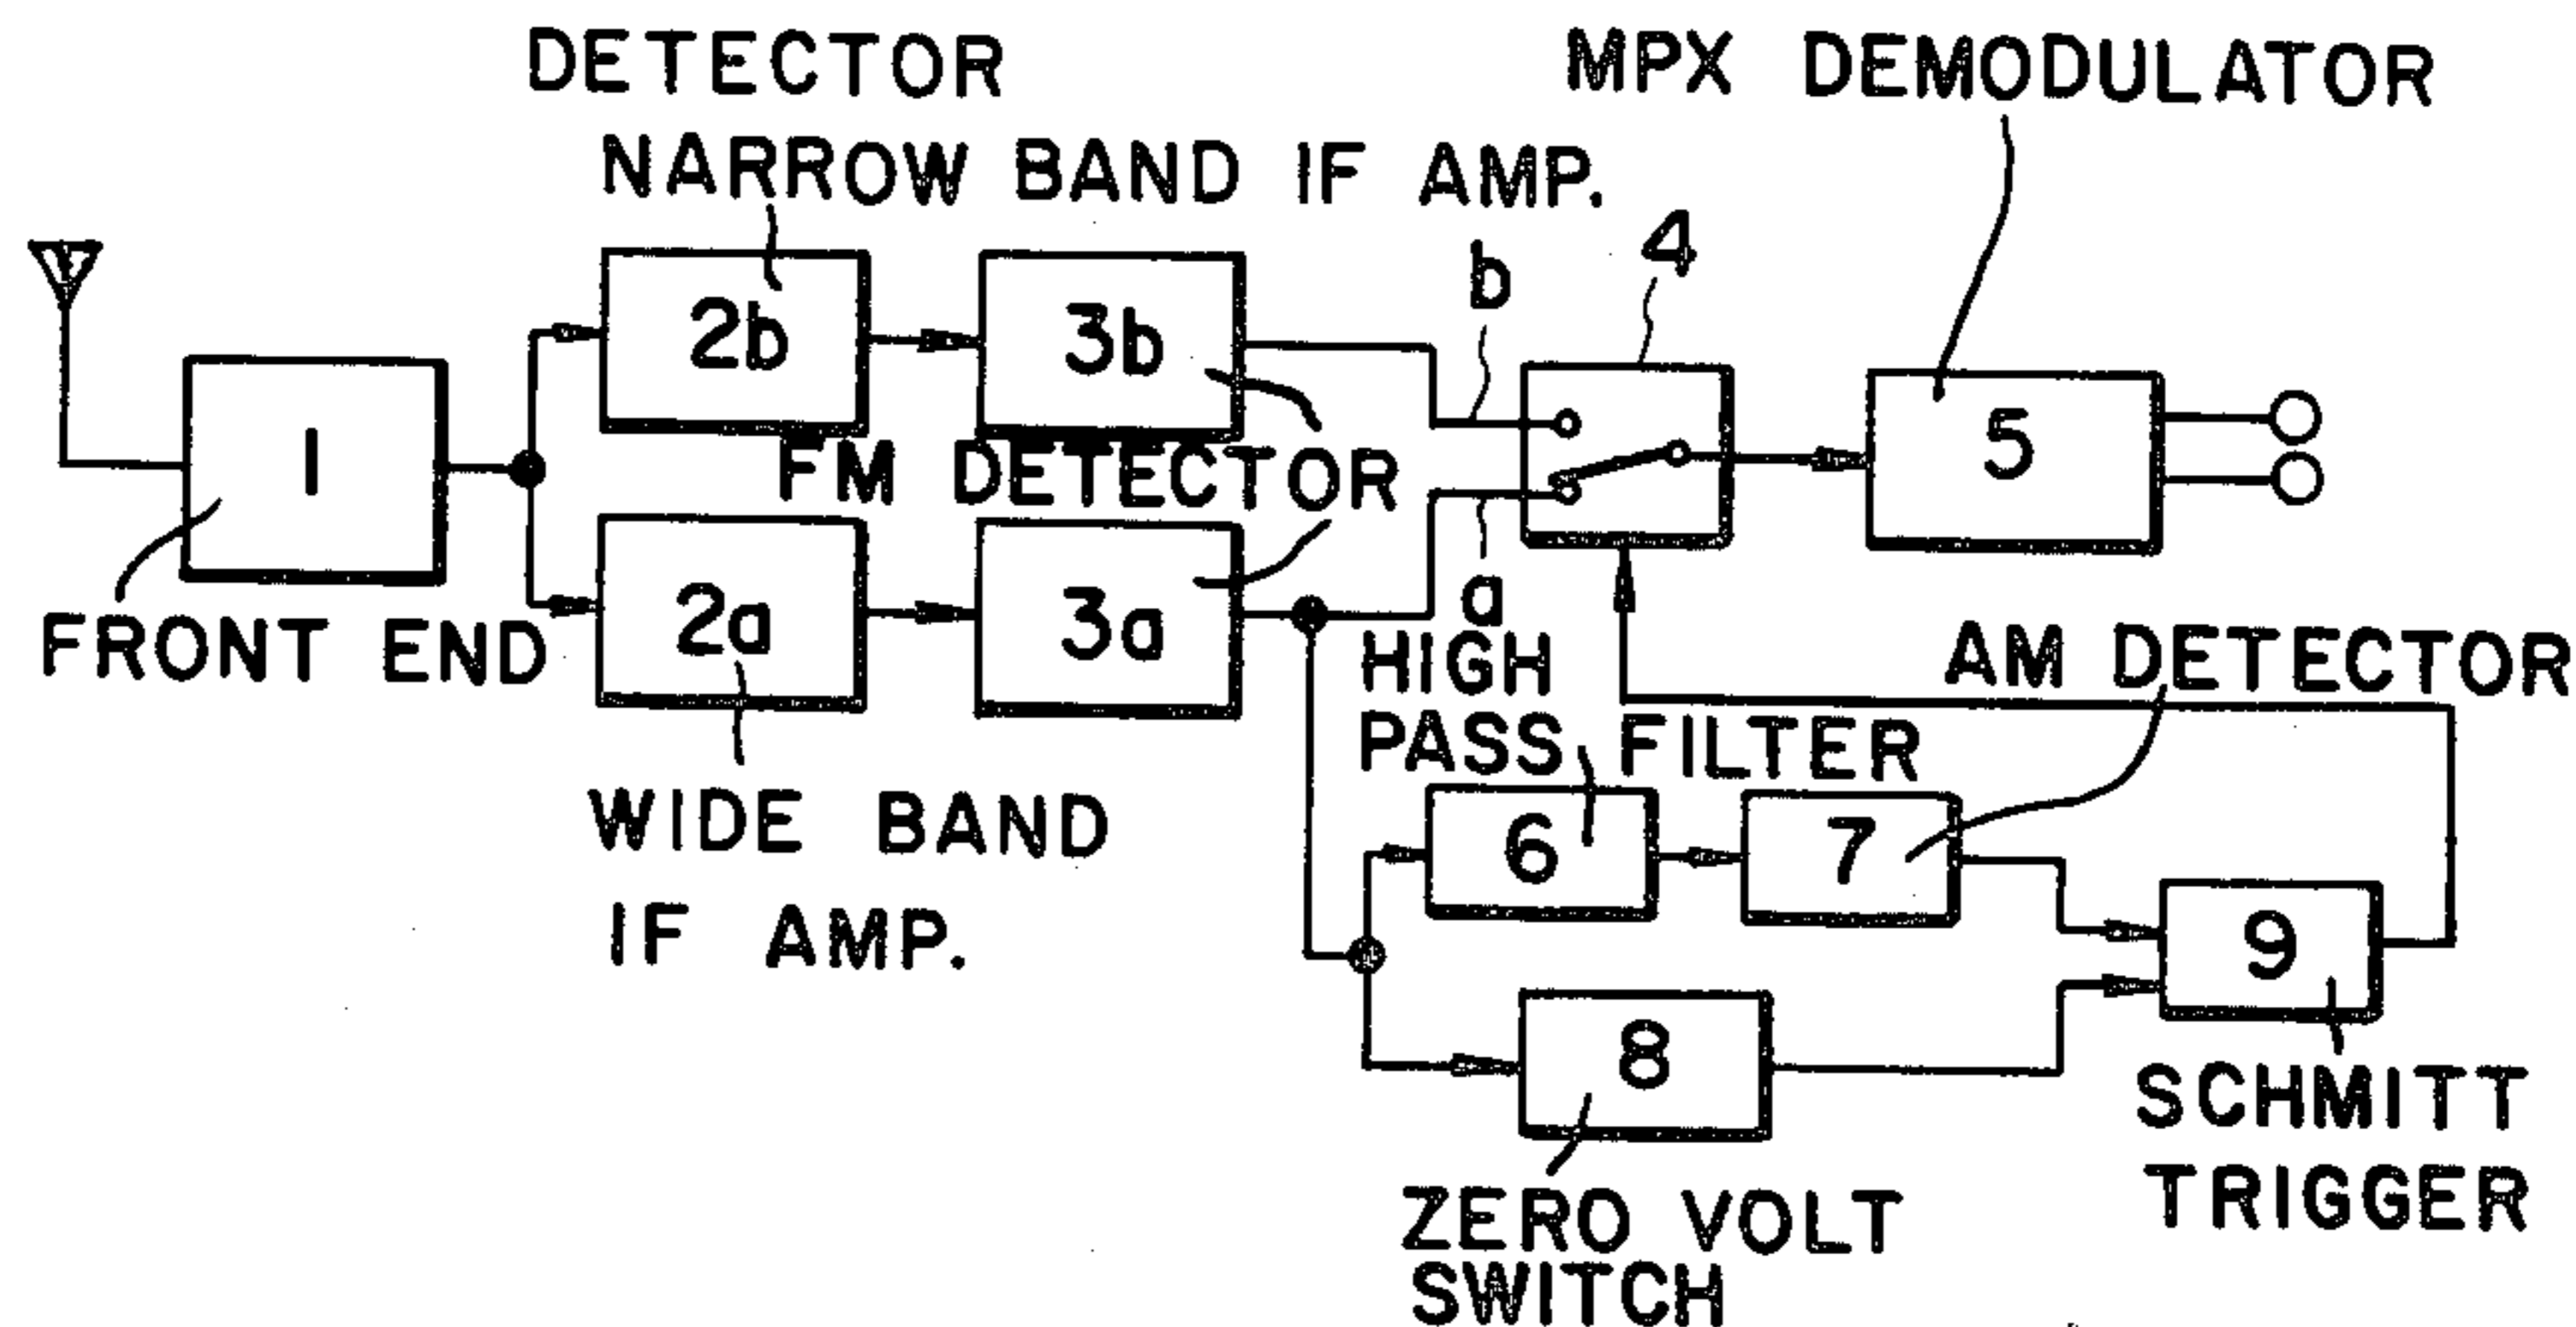 DETECTOR
MPX DEMODULATOR
NARROW BAND IF AMP.
4
b
2b
3b
1
5
FM DETECTOR
a
2a
3a
FRONT END
HIGH
PASS FILTER
AM DETECTOR
WIDE BAND
IF AMP.
6
7
9
8
SCHMITT
TRIGGER
ZERO VOLT
SWITCH